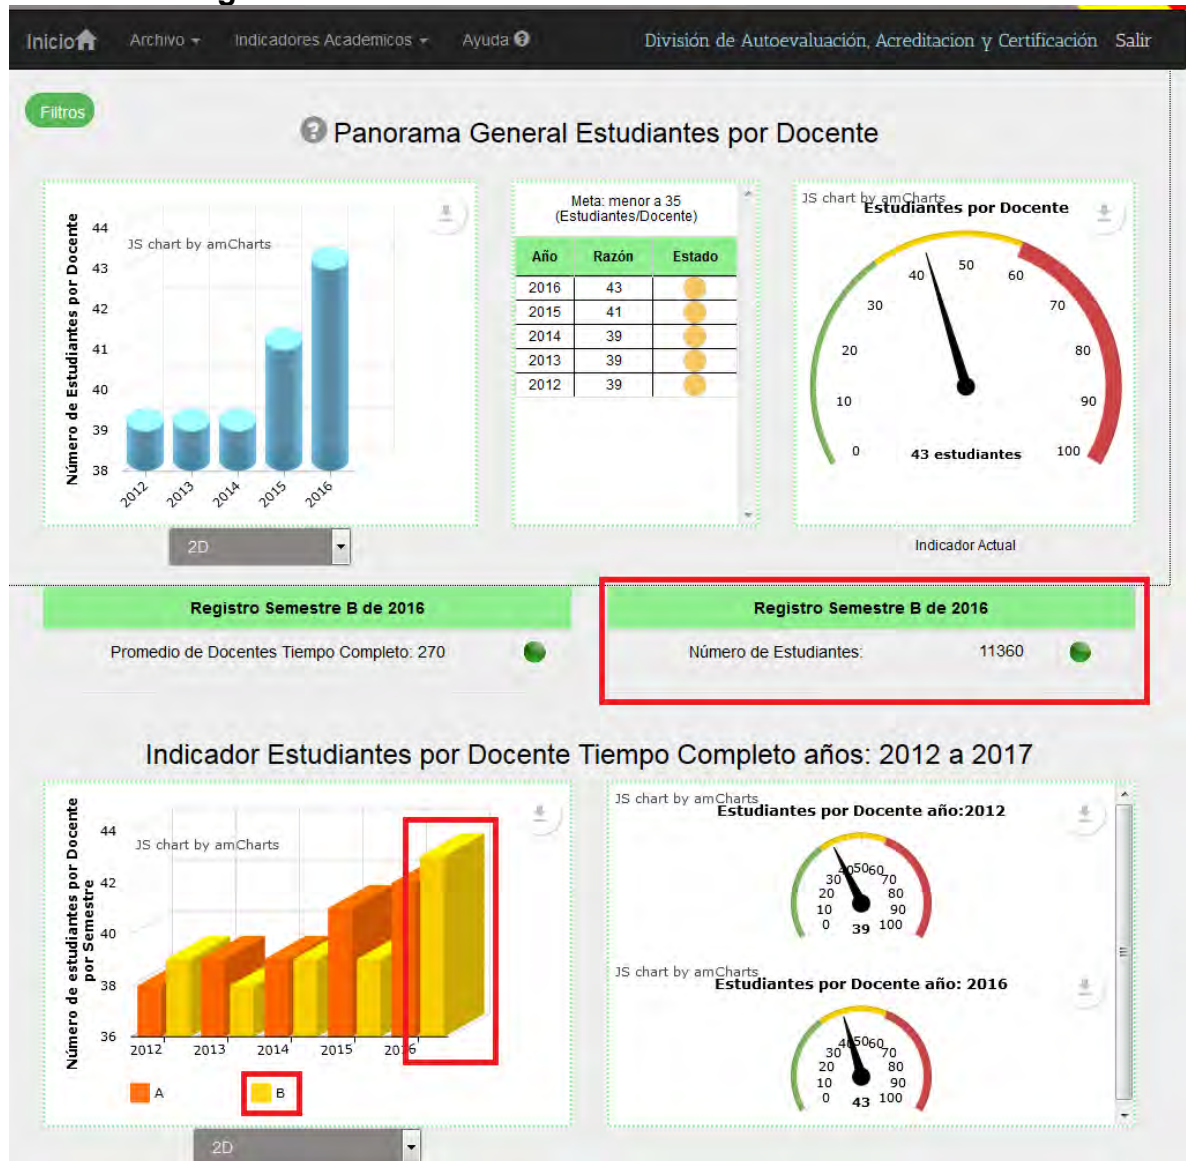 Inicio Archivo Indicadores Academicos Ayuda División de Autoevaluación, Acreditacion y Certificación Salir
Filtros
Panorama General Estudiantes por Docente
Número de Estudiantes por Docente
44
43
42
41
40
39
38
JS chart by amCharts
2012 2013 2014 2015 2016
2D
Meta: menor a 35
(Estudiantes/Docente)
Año Razón Estado
2016 43
2015 41
2014 39
2013 39
2012 39
JS chart by amCharts
Estudiantes por Docente
0 10 20 30 40 50 60 70 80 90 100
43 estudiantes
Indicador Actual
Registro Semestre B de 2016
Promedio de Docentes Tiempo Completo: 270
Registro Semestre B de 2016
Número de Estudiantes: 11360
Indicador Estudiantes por Docente Tiempo Completo años: 2012 a 2017
Número de estudiantes por Docente
por Semestre
44
42
40
38
36
JS chart by amCharts
2012 2013 2014 2015 2016
A B
2D
JS chart by amCharts
Estudiantes por Docente año:2012
0 10 20 30 40 50 60 70 80 90 100
39
JS chart by amCharts
Estudiantes por Docente año: 2016
0 10 20 30 40 50 60 70 80 90 100
43